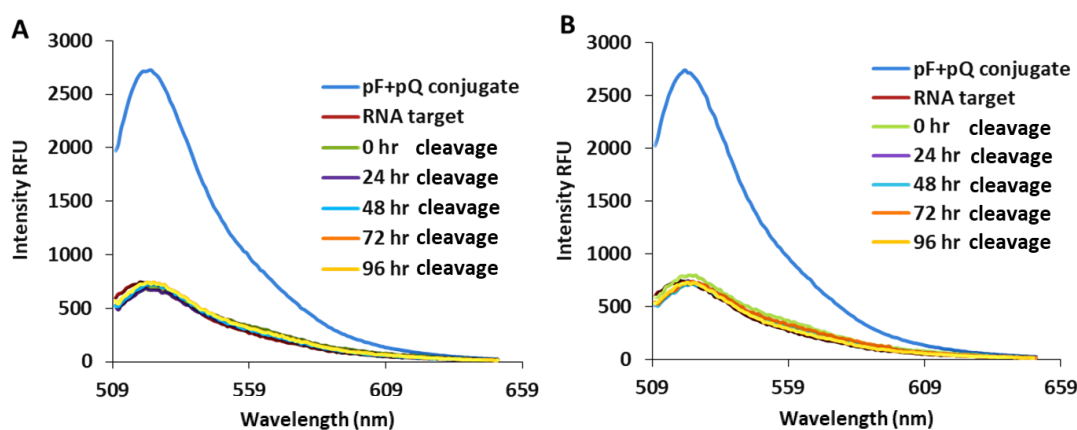 A
3000
2500
2000
1500
1000
500
0
Intensity RFU
509
559
609
659
Wavelength (nm)
pF+pQ conjugate
RNA target
0 hr cleavage
24 hr cleavage
48 hr cleavage
72 hr cleavage
96 hr cleavage
B
3000
2500
2000
1500
1000
500
0
Intensity RFU
509
559
609
659
Wavelength (nm)
pF+pQ conjugate
RNA target
0 hr cleavage
24 hr cleavage
48 hr cleavage
72 hr cleavage
96 hr cleavage